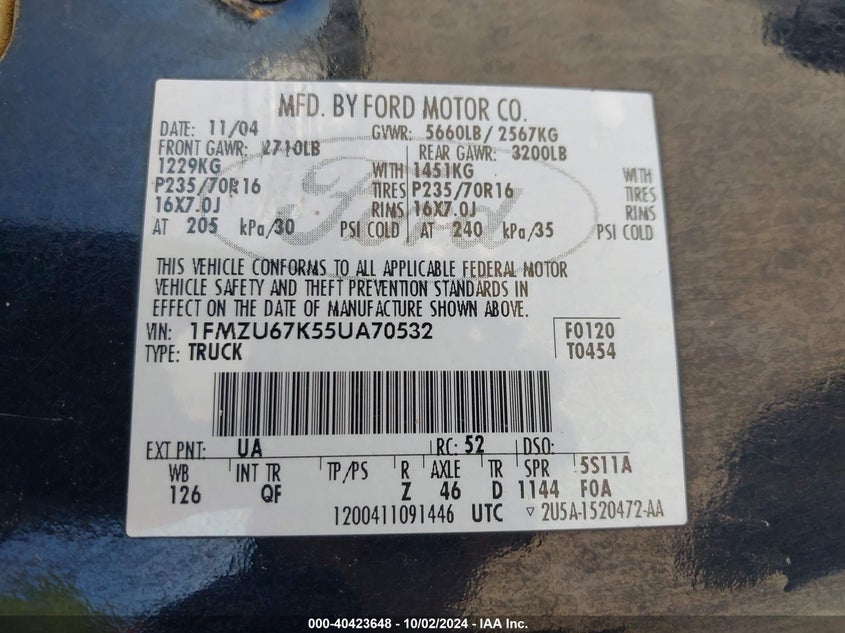 MFD. BY FORD MOTOR CO.
DATE: 11/04 GVWR: 5660LB/2567KG
FRONT GAWR: 2710LB REAR GAWR: 3200LB
1229KG WITH 1451KG WITH
P235/70R16 TIRES P235/70R16 TIRES
16X7.0J RIMS 16X7.0J RIMS
AT 205 kPa/30 PSI COLD AT 240 kPa/35 PSI COLD
Ford
THIS VEHICLE CONFORMS TO ALL APPLICABLE FEDERAL MOTOR
VEHICLE SAFETY AND THEFT PREVENTION STANDARDS IN
EFFECT ON THE DATE OF MANUFACTURE SHOWN ABOVE.
VIN: 1FMZU67K55UA70532 F0120
TYPE: TRUCK T0454
EXT PNT: UA RC: 52 DSO:
WB INT TR TP/PS R AXLE TR SPR 5S11A
126 QF Z 46 D 1144 F0A
1200411091446 UTC ▽ 2U5A-1520472-AA
000-40423648 - 10/02/2024 - IAA Inc.